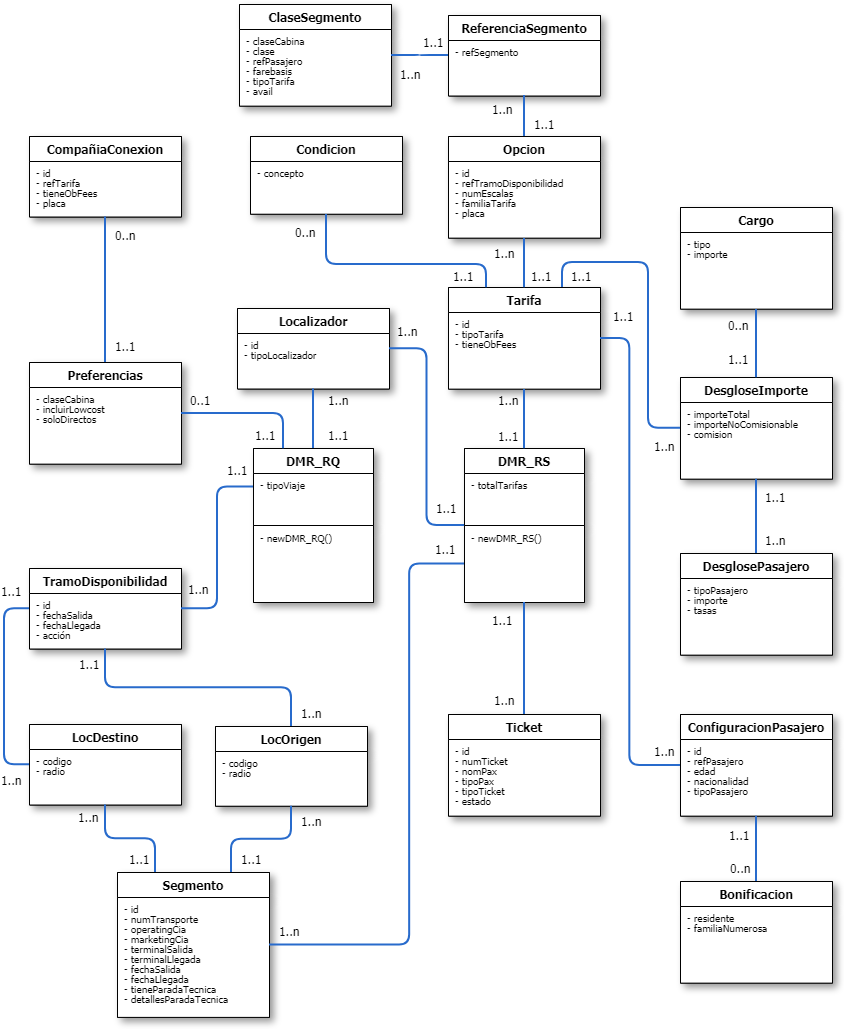 ClaseSegmento
- claseCabina
- clase
- refPasajero
- farebasis
- tipoTarifa
- avail
1..1
1..n
ReferenciaSegmento
- refSegmento
1..n
1..1
CompañiaConexion
- id
- refTarifa
- tieneObFees
- placa
0..n
1..1
Condicion
- concepto
0..n
1..1
Opcion
- id
- refTramoDisponibilidad
- numEscalas
- familiaTarifa
- placa
1..n
1..1
1..1
Cargo
- tipo
- importe
0..n
1..1
Tarifa
- id
- tipoTarifa
- tieneObFees
1..1
1..n
1..1
Localizador
- id
- tipoLocalizador
1..n
1..n
1..1
Preferencias
- claseCabina
- incluirLowcost
- soloDirectos
0..1
1..1
DesgloseImporte
- importeTotal
- importeNoComisionable
- comision
1..n
1..1
1..n
DMR_RQ
- tipoViaje
- newDMR_RQ()
1..1
1..n
DMR_RS
- totalTarifas
- newDMR_RS()
1..1
1..1
1..1
1..n
DesglosePasajero
- tipoPasajero
- importe
- tasas
TramoDisponibilidad
- id
- fechaSalida
- fechaLlegada
- acción
1..1
1..1
1..n
1..n
LocDestino
- codigo
- radio
1..n
1..1
LocOrigen
- codigo
- radio
1..n
1..1
Ticket
- id
- numTicket
- nomPax
- tipoPax
- tipoTicket
- estado
ConfiguracionPasajero
- id
- refPasajero
- edad
- nacionalidad
- tipoPasajero
1..n
1..1
0..n
Segmento
- id
- numTransporte
- operatingCia
- marketingCia
- terminalSalida
- terminalLlegada
- fechaSalida
- fechaLlegada
- tieneParadaTecnica
- detallesParadaTecnica
1..n
Bonificacion
- residente
- familiaNumerosa